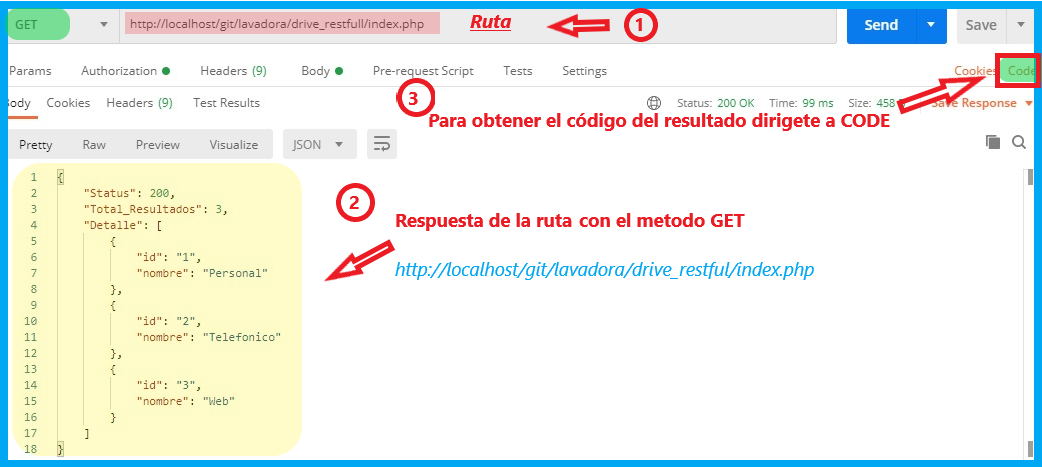 GET http://localhost/git/lavadora/drive_restfull/index.php Ruta 1 Send Save
Params Authorization Headers (9) Body Pre-request Script Tests Settings Cookies Code
Body Cookies Headers (9) Test Results 3 Status: 200 OK Time: 99 ms Size: 458 Save Response
Para obtener el código del resultado dirigete a CODE
Pretty Raw Preview Visualize JSON
1 {
2 "Status": 200,
3 "Total_Resultados": 3,
4 "Detalle": [
5 {
6 "id": "1",
7 "nombre": "Personal"
8 },
9 {
10 "id": "2",
11 "nombre": "Telefonico"
12 },
13 {
14 "id": "3",
15 "nombre": "Web"
16 }
17 ]
18 }
2
Respuesta de la ruta con el metodo GET
http://localhost/git/lavadora/drive_restful/index.php